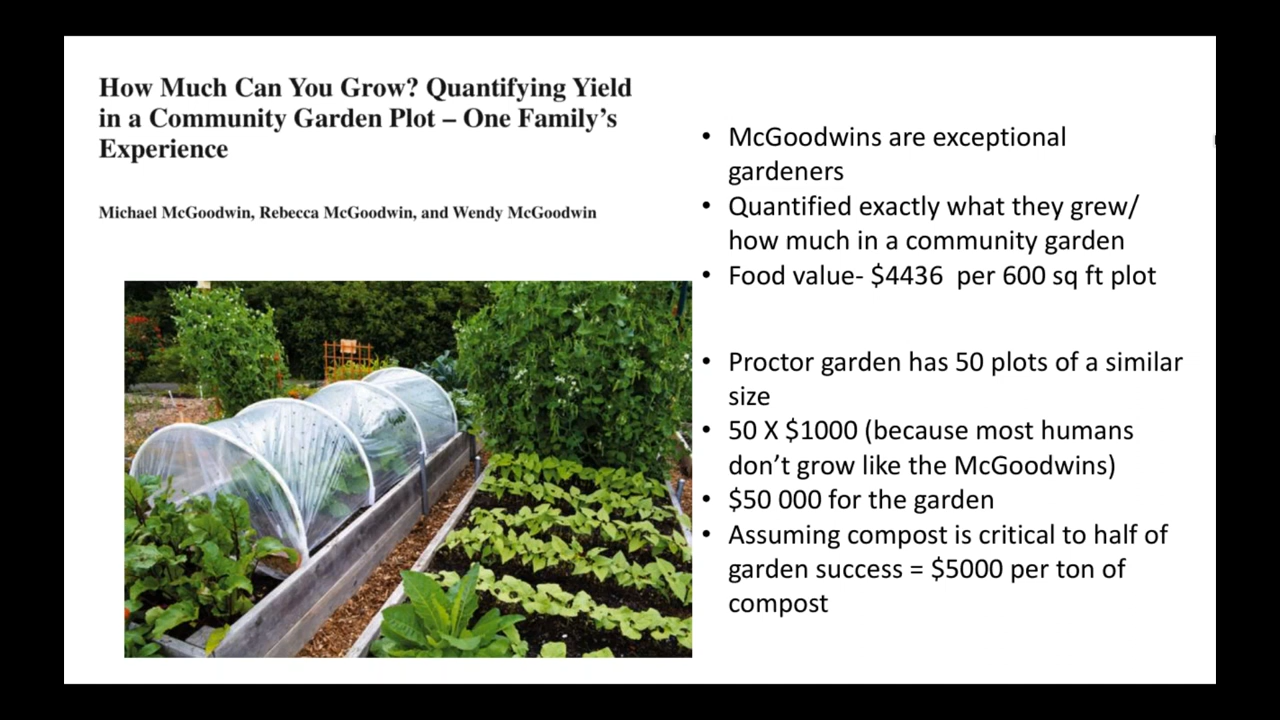 How Much Can You Grow? Quantifying Yield
in a Community Garden Plot – One Family’s
Experience
Michael McGoodwin, Rebecca McGoodwin, and Wendy McGoodwin
• McGoodwins are exceptional
gardeners
• Quantified exactly what they grew/
how much in a community garden
• Food value- $4436  per 600 sq ft plot
• Proctor garden has 50 plots of a similar
size
• 50 X $1000 (because most humans
don’t grow like the McGoodwins)
• $50 000 for the garden
• Assuming compost is critical to half of
garden success = $5000 per ton of
compost